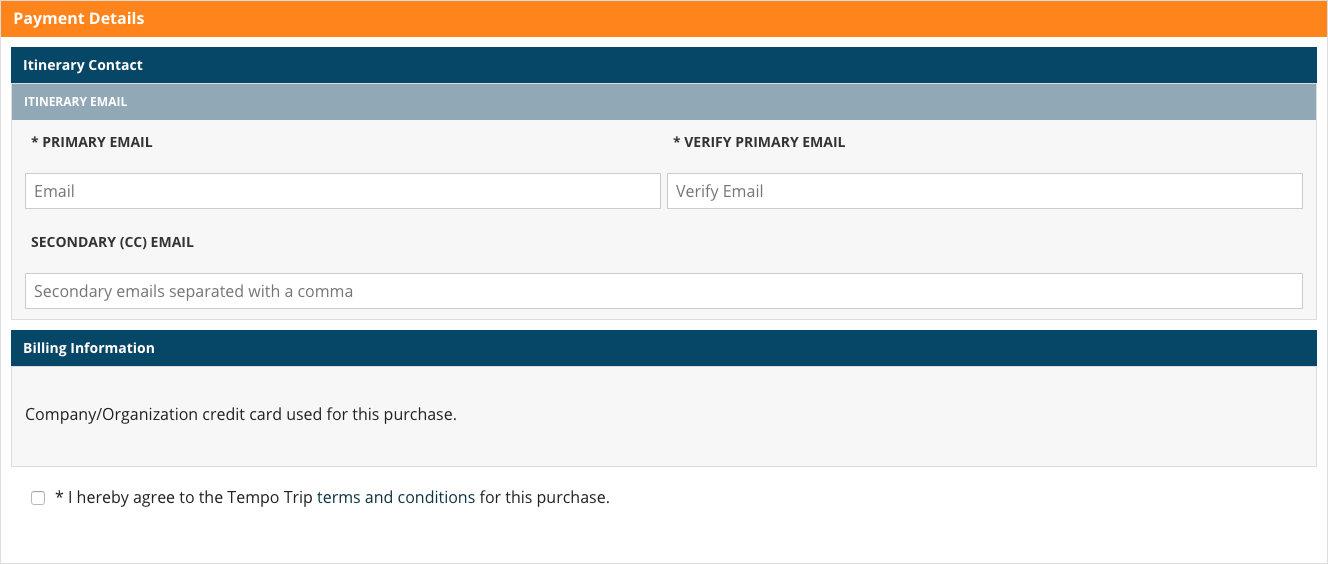 Payment Details
Itinerary Contact
ITINERARY EMAIL
* PRIMARY EMAIL
* VERIFY PRIMARY EMAIL
Email
Verify Email
SECONDARY (CC) EMAIL
Secondary emails separated with a comma
Billing Information
Company/Organization credit card used for this purchase.
* I hereby agree to the Tempo Trip terms and conditions for this purchase.